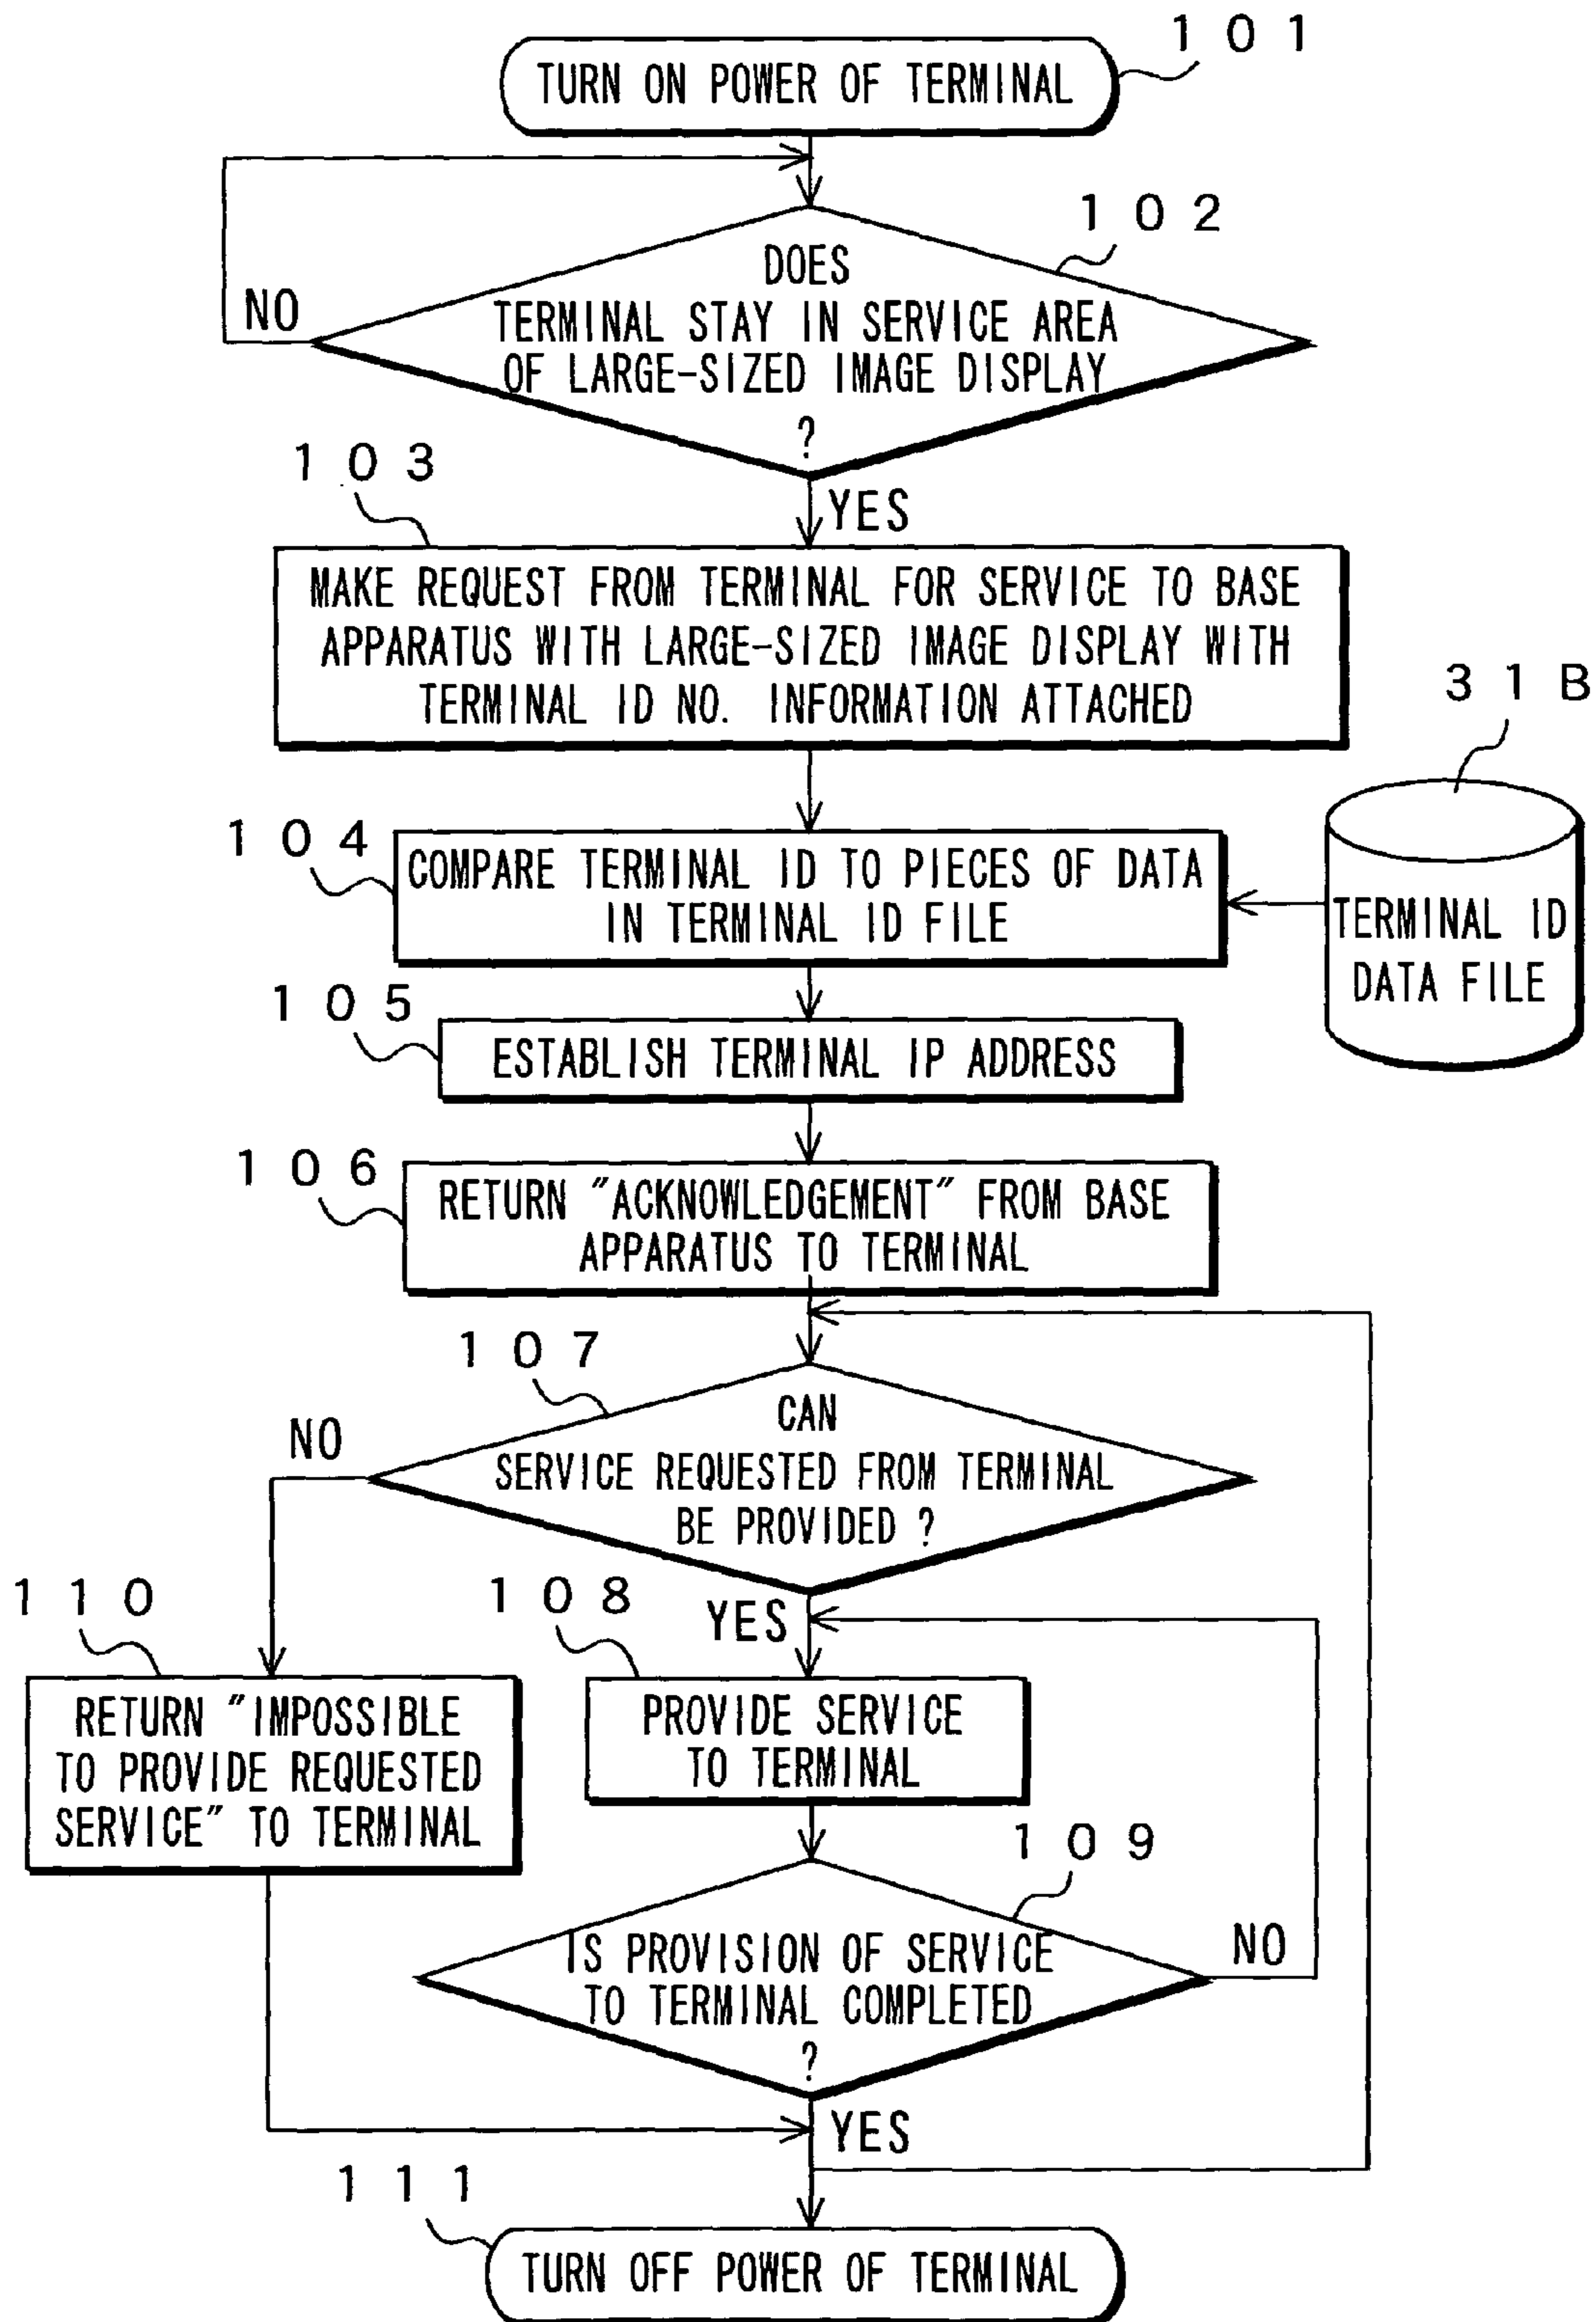 101
TURN ON POWER OF TERMINAL
102
DOES
TERMINAL STAY IN SERVICE AREA
OF LARGE-SIZED IMAGE DISPLAY
?
NO
YES
103
MAKE REQUEST FROM TERMINAL FOR SERVICE TO BASE
APPARATUS WITH LARGE-SIZED IMAGE DISPLAY WITH
TERMINAL ID NO. INFORMATION ATTACHED
31B
TERMINAL ID
DATA FILE
104
COMPARE TERMINAL ID TO PIECES OF DATA
IN TERMINAL ID FILE
105
ESTABLISH TERMINAL IP ADDRESS
106
RETURN "ACKNOWLEDGEMENT" FROM BASE
APPARATUS TO TERMINAL
107
CAN
SERVICE REQUESTED FROM TERMINAL
BE PROVIDED ?
NO
YES
110
RETURN "IMPOSSIBLE
TO PROVIDE REQUESTED
SERVICE" TO TERMINAL
108
PROVIDE SERVICE
TO TERMINAL
109
IS PROVISION OF SERVICE
TO TERMINAL COMPLETED
?
NO
YES
111
TURN OFF POWER OF TERMINAL